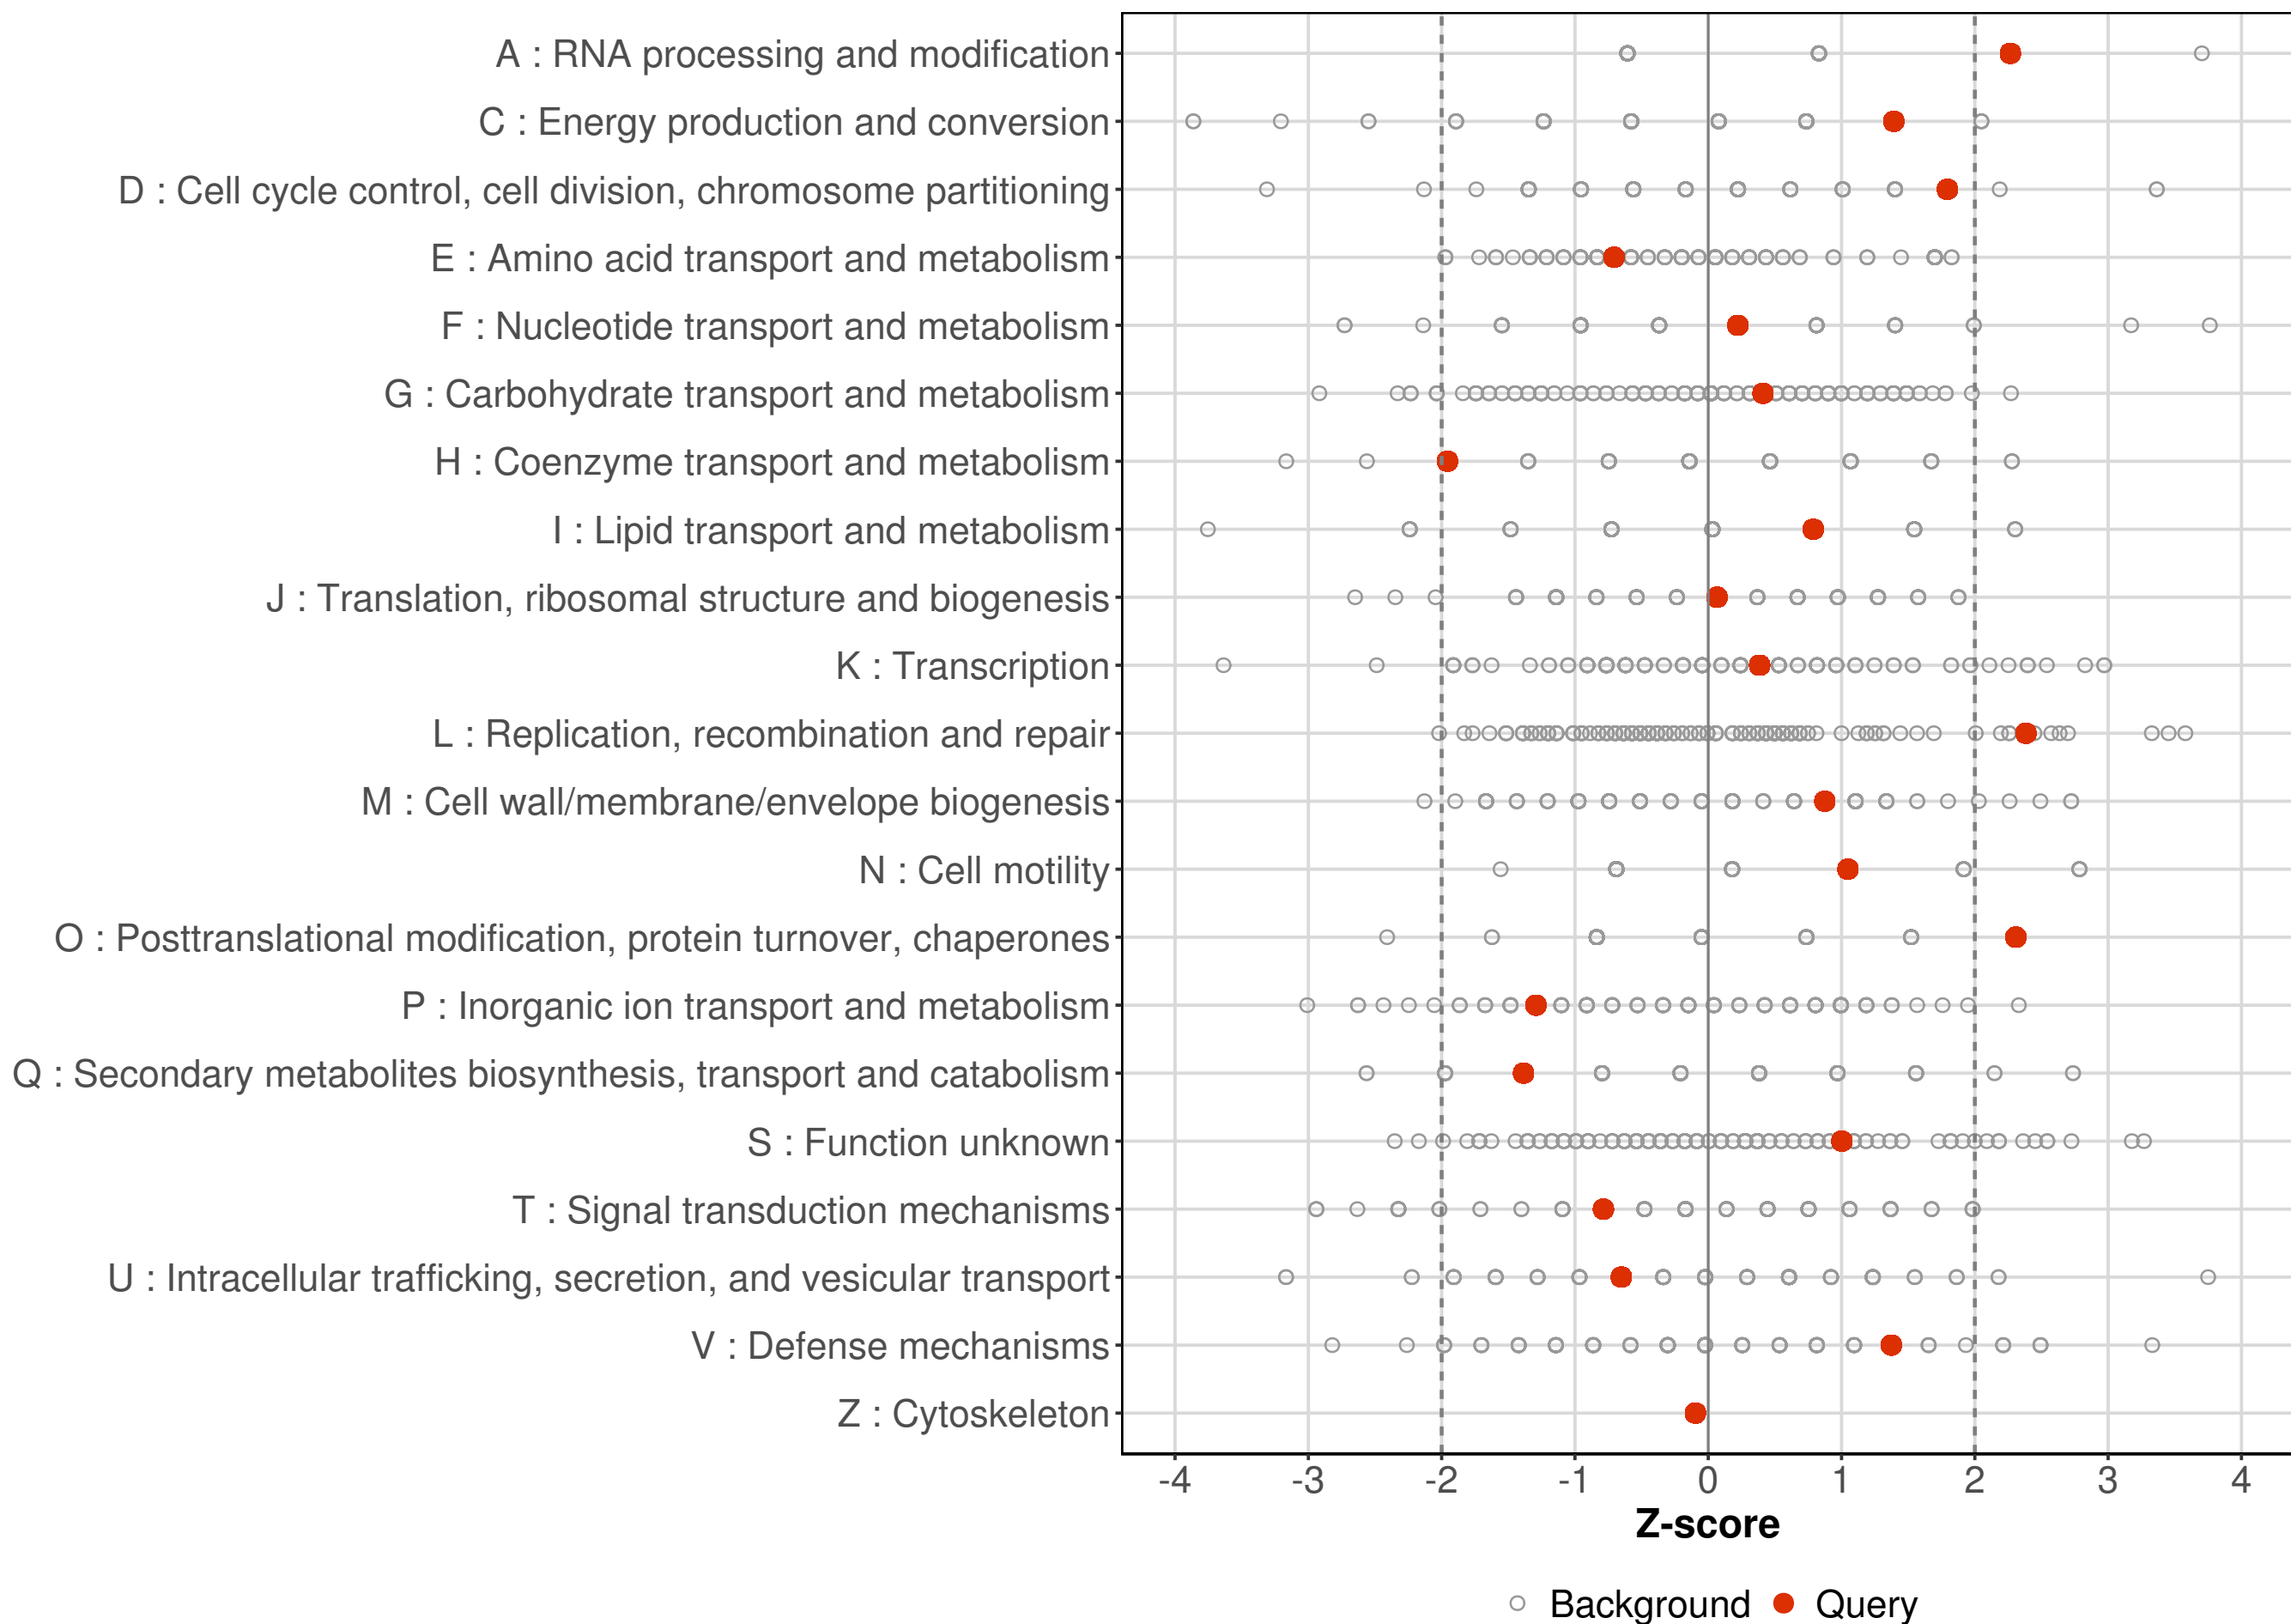 A : RNA processing and modification
C : Energy production and conversion
D : Cell cycle control, cell division, chromosome partitioning
E : Amino acid transport and metabolism
F : Nucleotide transport and metabolism
G : Carbohydrate transport and metabolism
H : Coenzyme transport and metabolism
I : Lipid transport and metabolism
J : Translation, ribosomal structure and biogenesis
K : Transcription
L : Replication, recombination and repair
M : Cell wall/membrane/envelope biogenesis
N : Cell motility
O : Posttranslational modification, protein turnover, chaperones
P : Inorganic ion transport and metabolism
Q : Secondary metabolites biosynthesis, transport and catabolism
S : Function unknown
T : Signal transduction mechanisms
U : Intracellular trafficking, secretion, and vesicular transport
V : Defense mechanisms
Z : Cytoskeleton
-4 -3 -2 -1 0 1 2 3 4
Z-score
Background Query